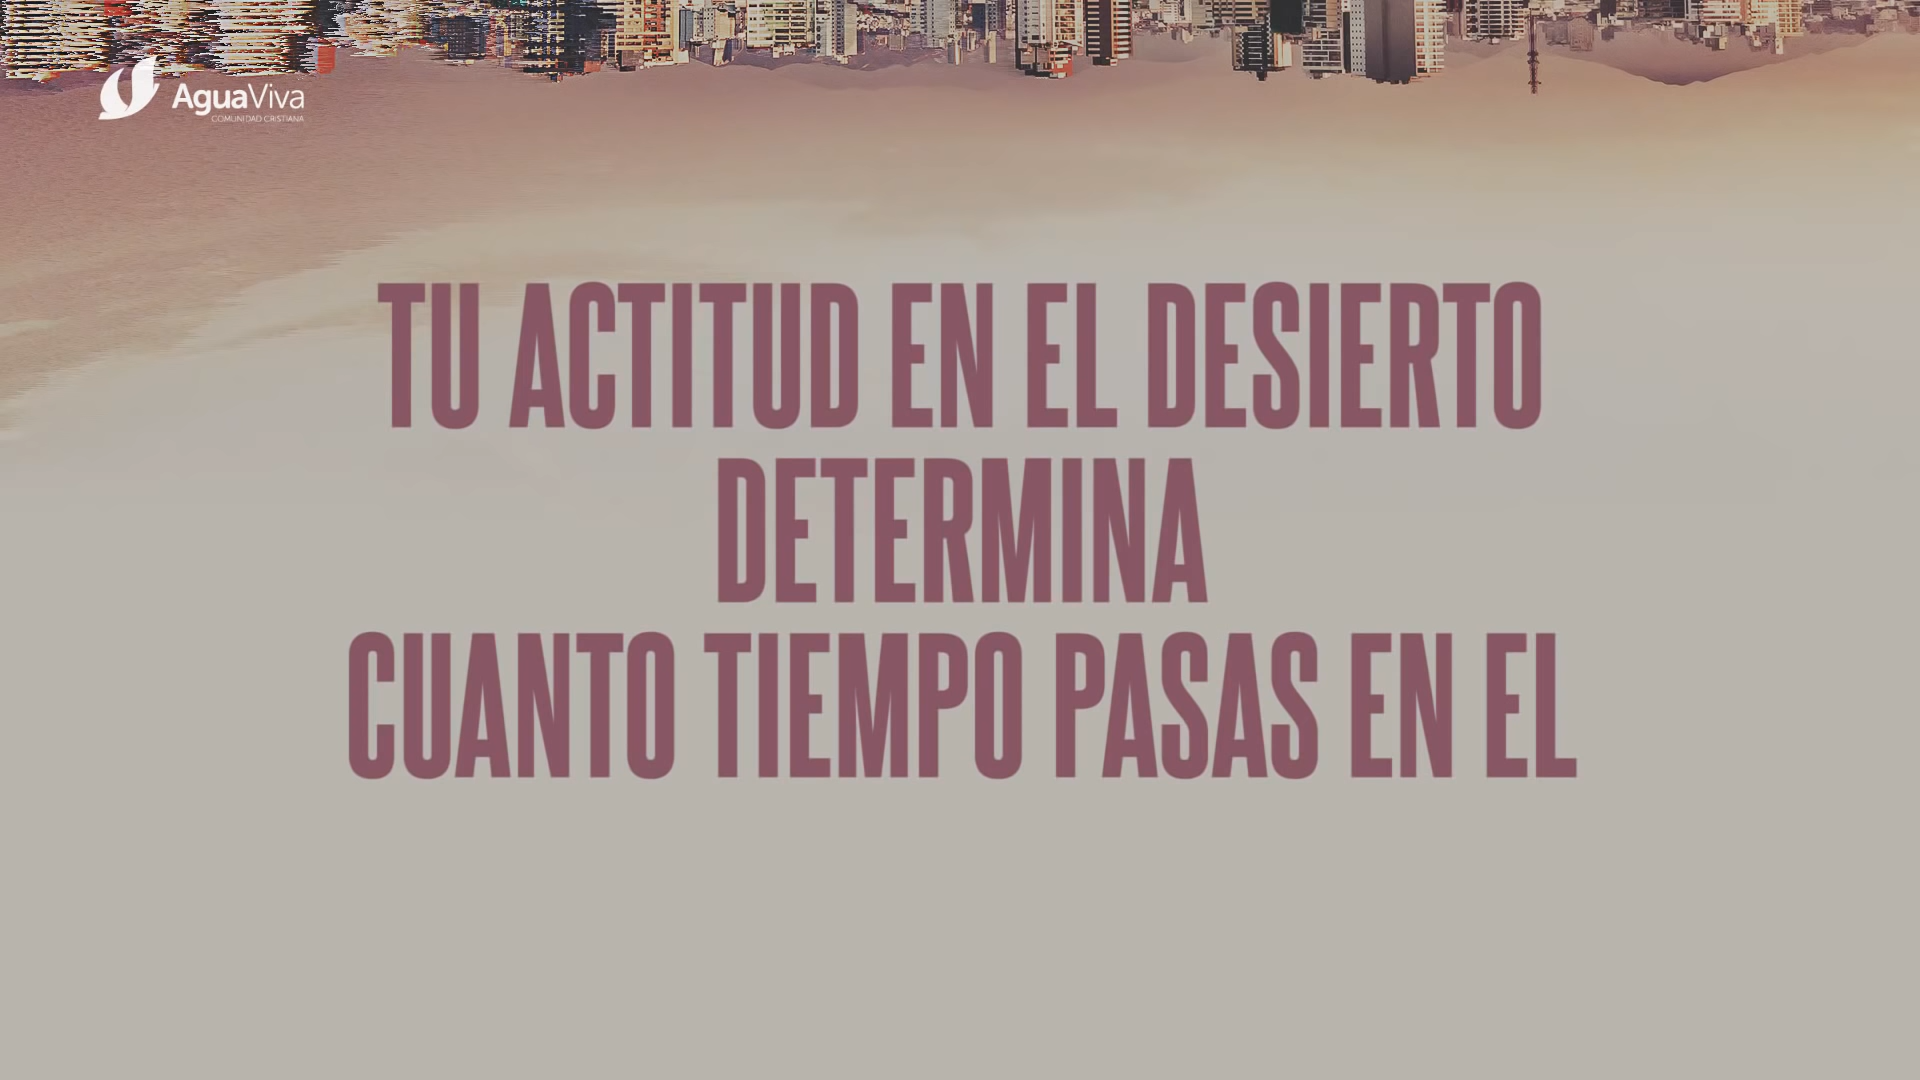 AguaViva
COMUNIDAD CRISTIANA
TU ACTITUD EN EL DESIERTO
DETERMINA
CUANTO TIEMPO PASAS EN EL